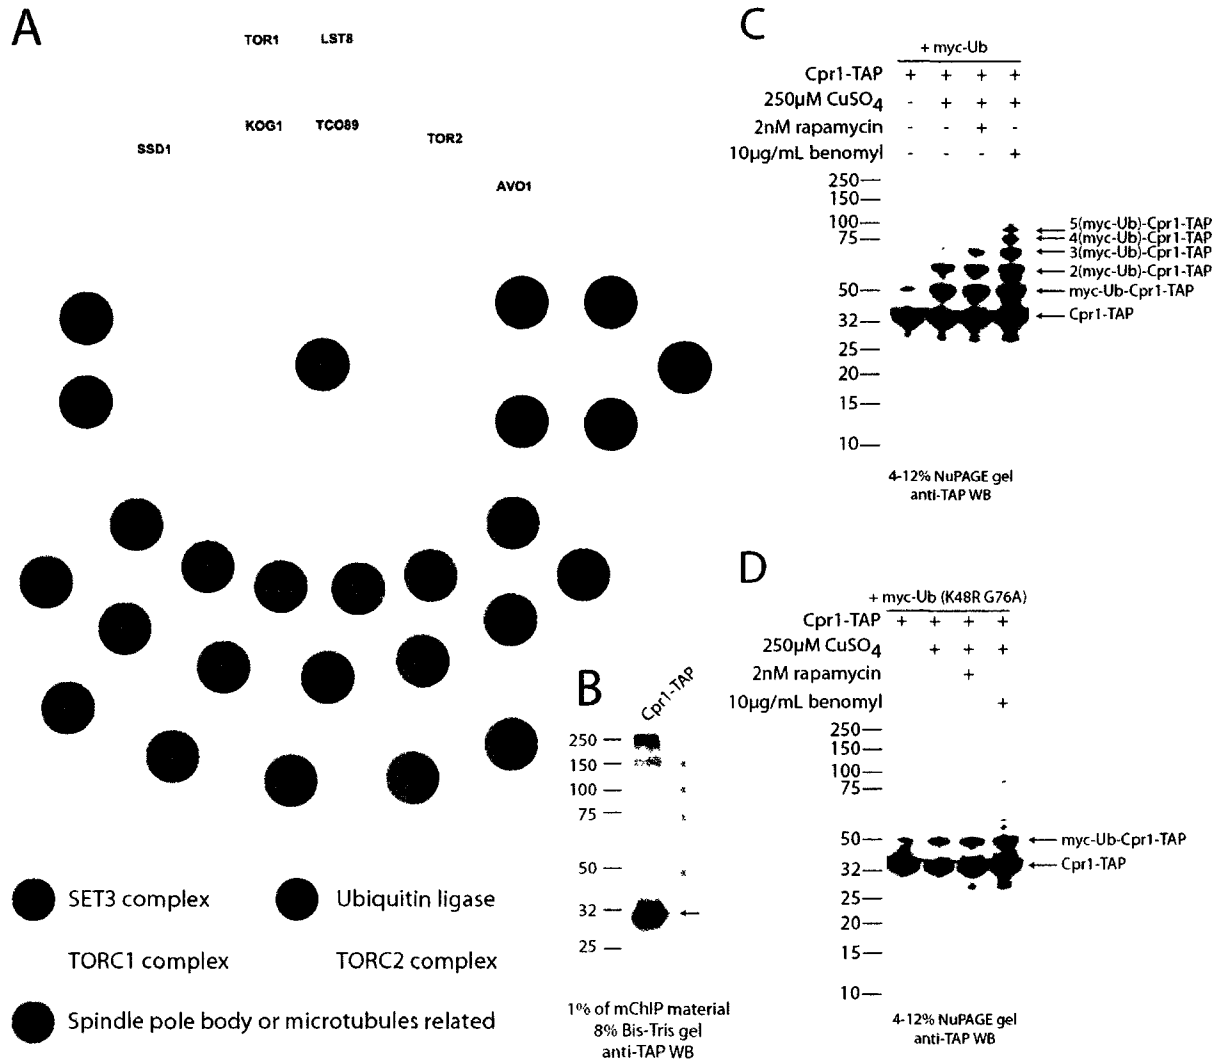 A
TOR1
LST8
KOG1
TCO89
SSD1
TOR2
AVO1
SET3 complex
Ubiquitin ligase
TORC1 complex
TORC2 complex
Spindle pole body or microtubules related
B
Cpr1-TAP
250
150
*
100
*
75
*
50
*
32
25
1% of mChIP material
8% Bis-Tris gel
anti-TAP WB
C
+ myc-Ub
Cpr1-TAP + + + +
250µM CuSO4 - + + +
2nM rapamycin - - + -
10µg/mL benomyl - - - +
250
150
100
75
50
32
25
20
15
10
5(myc-Ub)-Cpr1-TAP
4(myc-Ub)-Cpr1-TAP
3(myc-Ub)-Cpr1-TAP
2(myc-Ub)-Cpr1-TAP
myc-Ub-Cpr1-TAP
Cpr1-TAP
4-12% NuPAGE gel
anti-TAP WB
D
+ myc-Ub (K48R G76A)
Cpr1-TAP + + + +
250µM CuSO4 + + +
2nM rapamycin +
10µg/mL benomyl +
250
150
100
75
50
32
25
20
15
10
myc-Ub-Cpr1-TAP
Cpr1-TAP
4-12% NuPAGE gel
anti-TAP WB